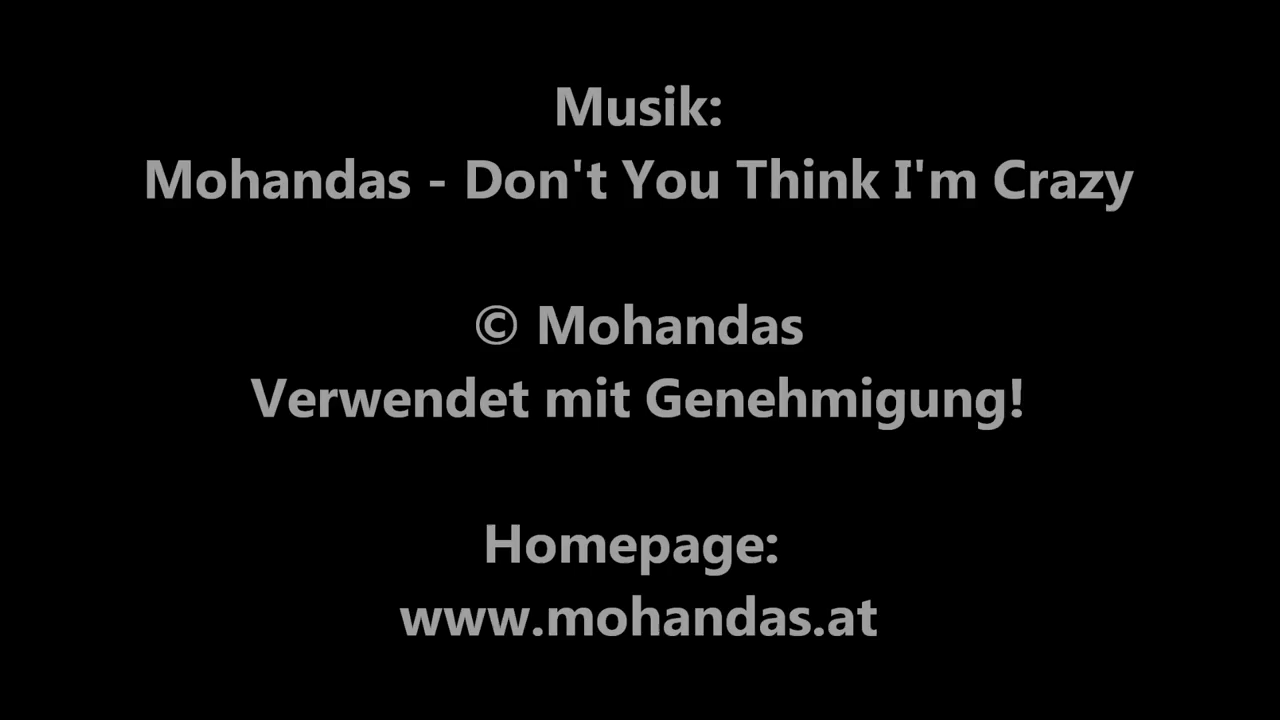 Musik:
Mohandas - Don't You Think I'm Crazy
© Mohandas
Verwendet mit Genehmigung!
Homepage:
www.mohandas.at